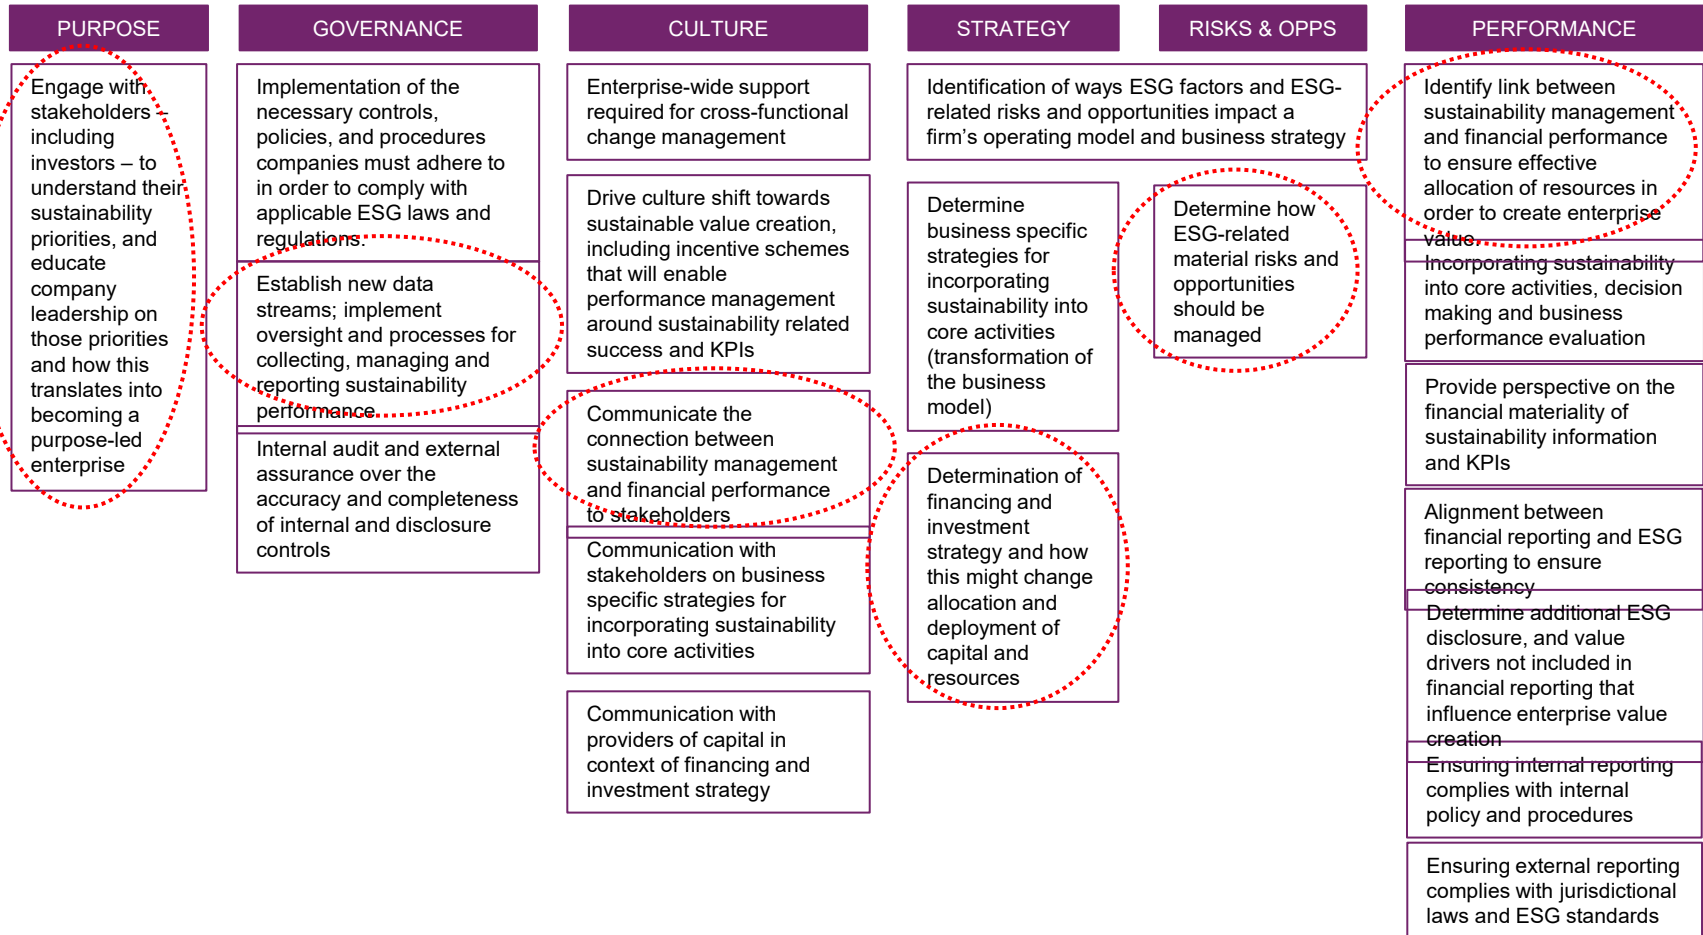 PURPOSE
Engage with
stakeholders –
including
investors – to
understand their
sustainability
priorities, and
educate
company
leadership on
those priorities
and how this
translates into
becoming a
purpose-led
enterprise
GOVERNANCE
Implementation of the
necessary controls,
policies, and procedures
companies must adhere to
in order to comply with
applicable ESG laws and
regulations.
Establish new data
streams; implement
oversight and processes for
collecting, managing and
reporting sustainability
performance
Internal audit and external
assurance over the
accuracy and completeness
of internal and disclosure
controls
CULTURE
Enterprise-wide support
required for cross-functional
change management
Drive culture shift towards
sustainable value creation,
including incentive schemes
that will enable
performance management
around sustainability related
success and KPIs
Communicate the
connection between
sustainability management
and financial performance
to stakeholders
Communication with
stakeholders on business
specific strategies for
incorporating sustainability
into core activities
Communication with
providers of capital in
context of financing and
investment strategy
STRATEGY
RISKS & OPPS
Identification of ways ESG factors and ESG-
related risks and opportunities impact a
firm’s operating model and business strategy
Determine
business specific
strategies for
incorporating
sustainability into
core activities
(transformation of
the business
model)
Determination of
financing and
investment
strategy and how
this might change
allocation and
deployment of
capital and
resources
Determine how
ESG-related
material risks and
opportunities
should be
managed
PERFORMANCE
Identify link between
sustainability management
and financial performance
to ensure effective
allocation of resources in
order to create enterprise
value.
Incorporating sustainability
into core activities, decision
making and business
performance evaluation
Provide perspective on the
financial materiality of
sustainability information
and KPIs
Alignment between
financial reporting and ESG
reporting to ensure
consistency
Determine additional ESG
disclosure, and value
drivers not included in
financial reporting that
influence enterprise value
creation
Ensuring internal reporting
complies with internal
policy and procedures
Ensuring external reporting
complies with jurisdictional
laws and ESG standards